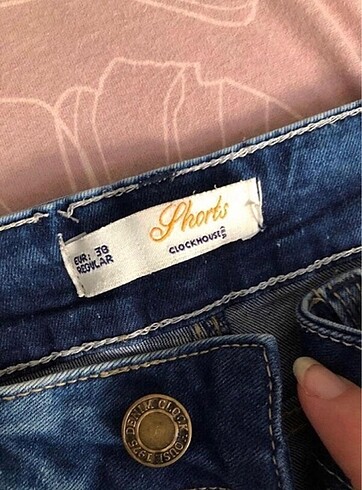 Shorts
EUR: 38
REGULAR
CLOCKHOUSE
DENIM CLOCK